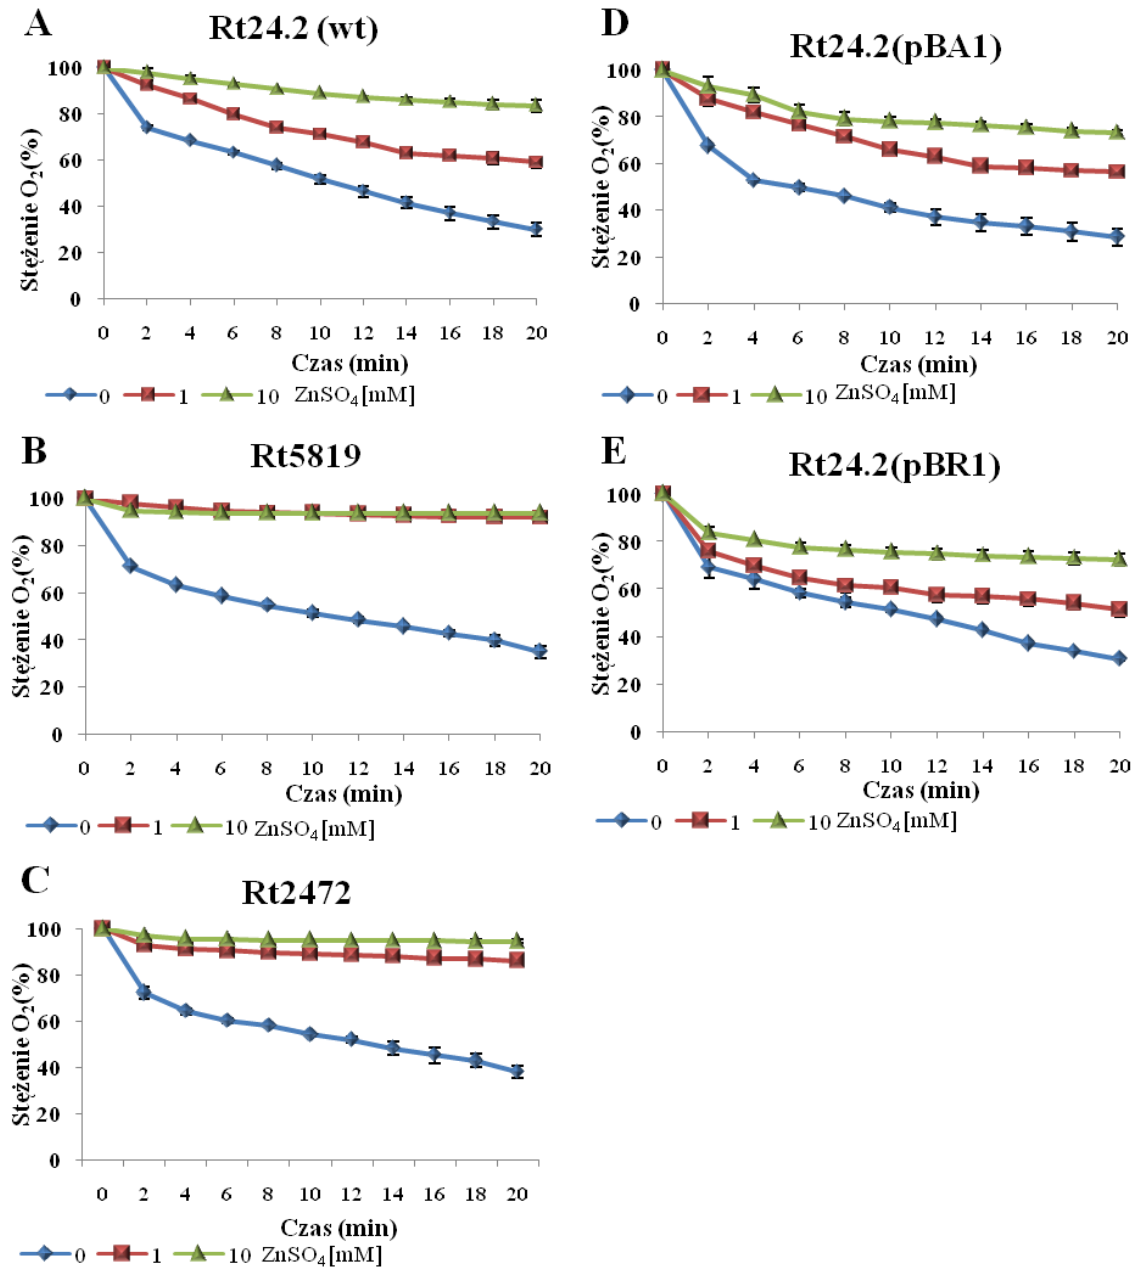 A
Rt24.2 (wt)
Stężenie O₂(%)
100
80
60
40
20
0
0 2 4 6 8 10 12 14 16 18 20
Czas (min)
0 1 10 ZnSO₄[mM]
B
Rt5819
Stężenie O₂(%)
100
80
60
40
20
0
0 2 4 6 8 10 12 14 16 18 20
Czas (min)
0 1 10 ZnSO₄[mM]
C
Rt2472
Stężenie O₂(%)
100
80
60
40
20
0
0 2 4 6 8 10 12 14 16 18 20
Czas (min)
0 1 10 ZnSO₄[mM]
D
Rt24.2(pBA1)
Stężenie O₂(%)
100
80
60
40
20
0
0 2 4 6 8 10 12 14 16 18 20
Czas (min)
0 1 10 ZnSO₄[mM]
E
Rt24.2(pBR1)
Stężenie O₂(%)
100
80
60
40
20
0
0 2 4 6 8 10 12 14 16 18 20
Czas (min)
0 1 10 ZnSO₄[mM]